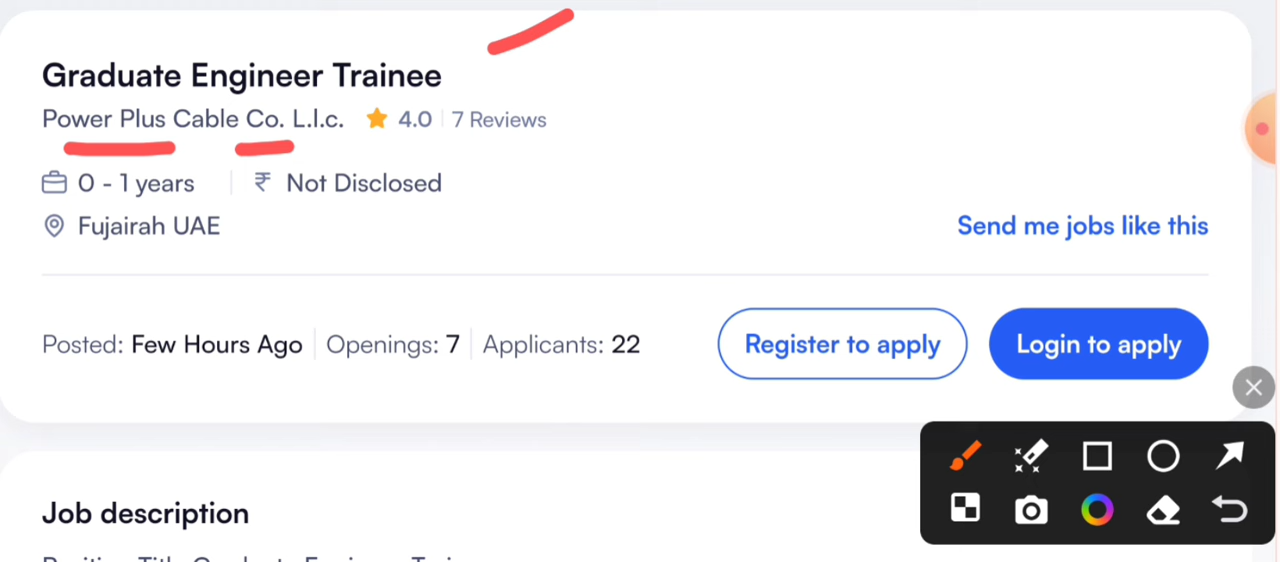 Graduate Engineer Trainee
Power Plus Cable Co. L.l.c. 4.0 7 Reviews
0 - 1 years ₹ Not Disclosed
Fujairah UAE
Send me jobs like this
Posted: Few Hours Ago Openings: 7 Applicants: 22
Register to apply
Login to apply
Job description